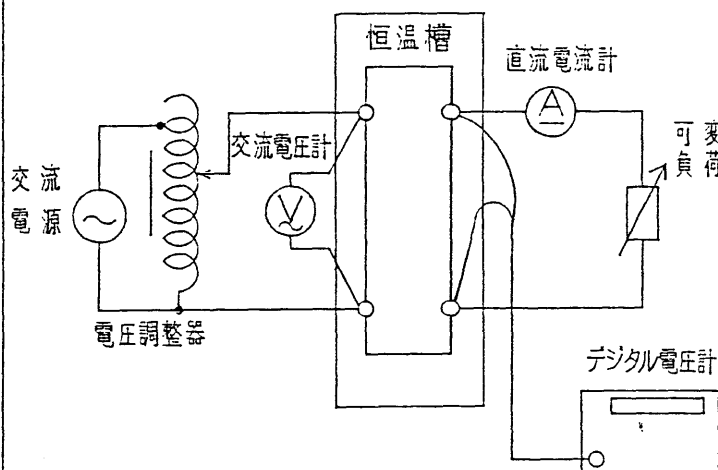 恒温槽
直流電流計
A
可変
負荷
交流電圧計
V
交流
電源
電圧調整器
デジタル電圧計